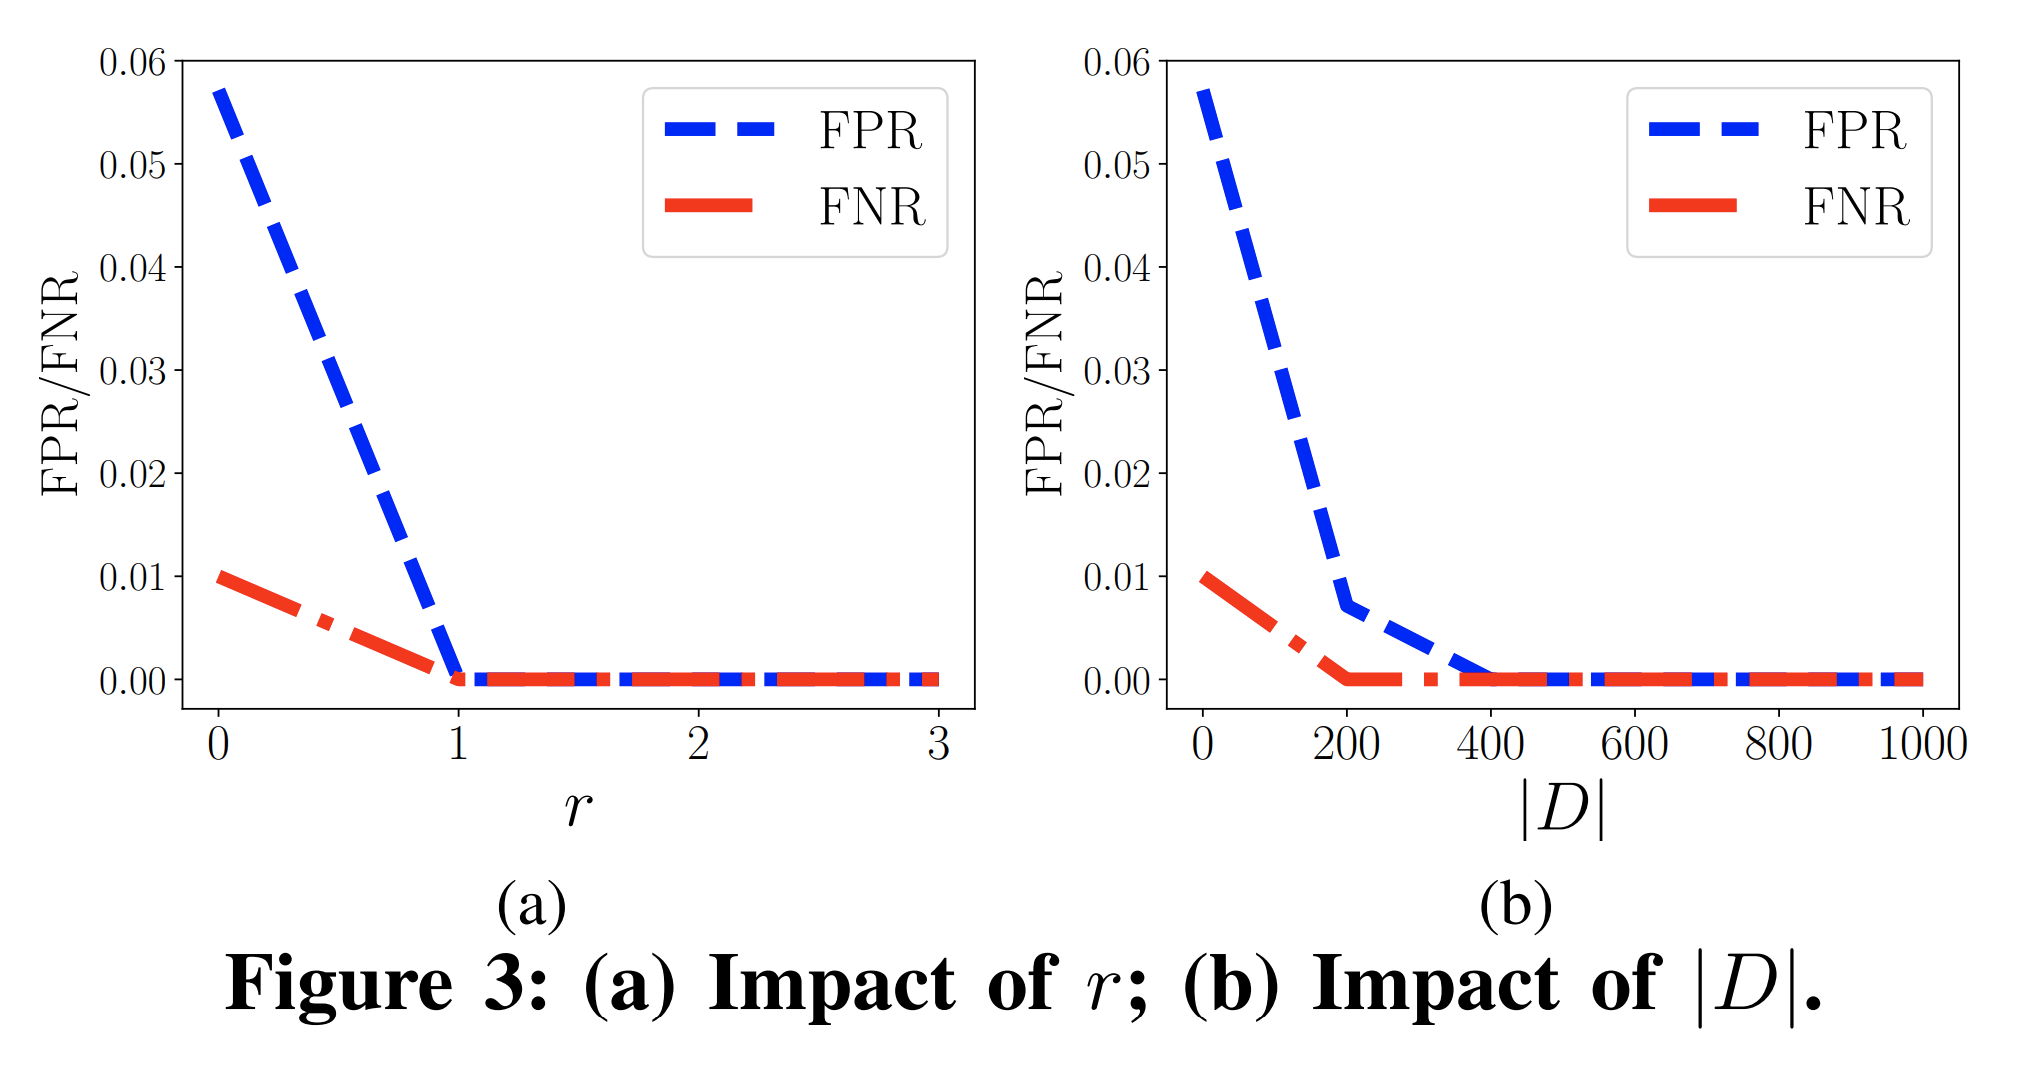 0.06
0.05
0.04
0.03
0.02
0.01
0.00
FPR/FNR
FPR
FNR
0 1 2 3
r
(a)
0.06
0.05
0.04
0.03
0.02
0.01
0.00
FPR/FNR
FPR
FNR
0 200 400 600 800 1000
|D|
(b)
Figure 3: (a) Impact of r; (b) Impact of |D|.